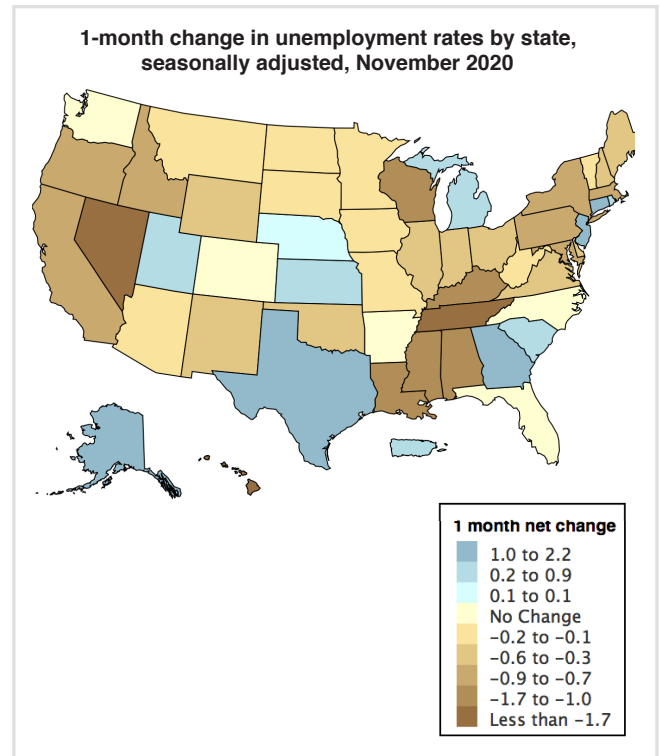 1-month change in unemployment rates by state,
seasonally adjusted, November 2020
1 month net change
1.0 to 2.2
0.2 to 0.9
0.1 to 0.1
No Change
−0.2 to −0.1
−0.6 to −0.3
−0.9 to −0.7
−1.7 to −1.0
Less than −1.7